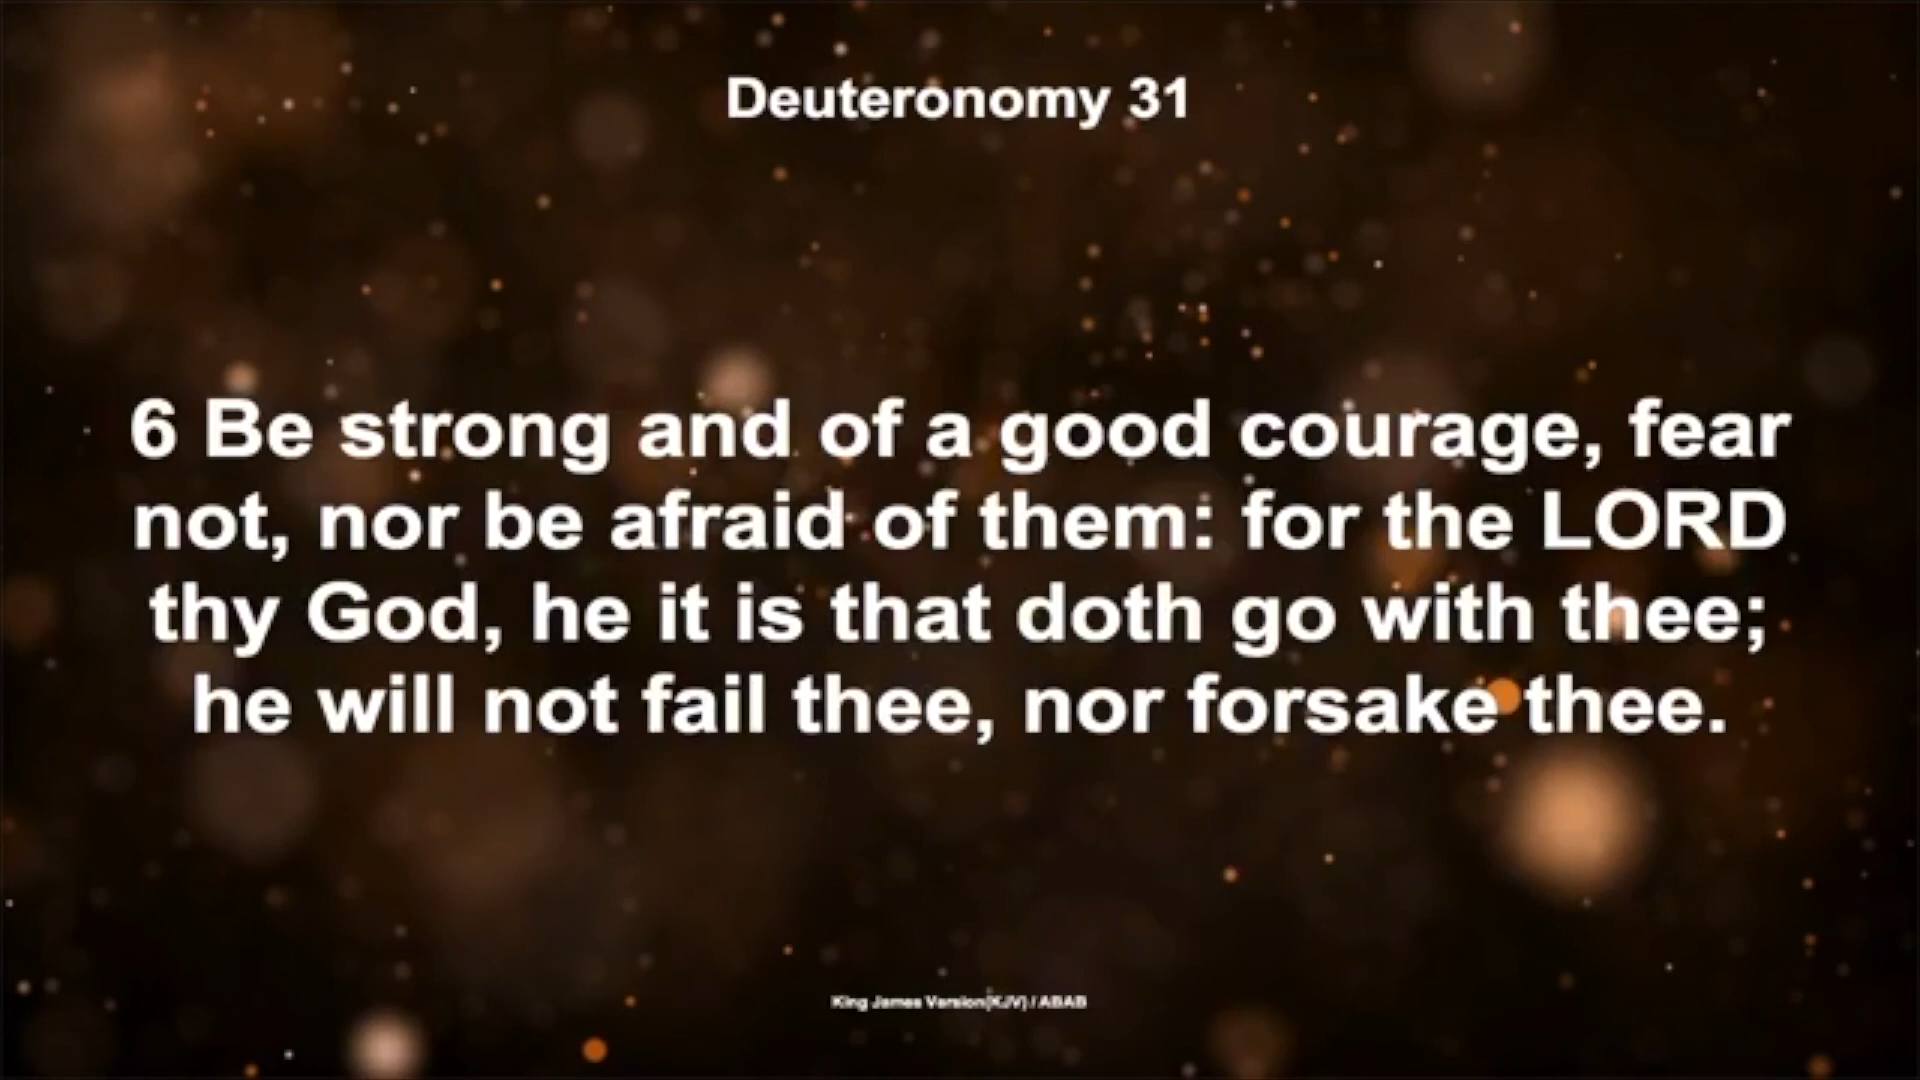 Deuteronomy 31
6 Be strong and of a good courage, fear
not, nor be afraid of them: for the LORD
thy God, he it is that doth go with thee;
he will not fail thee, nor forsake thee.
King James Version(KJV) / ABAB